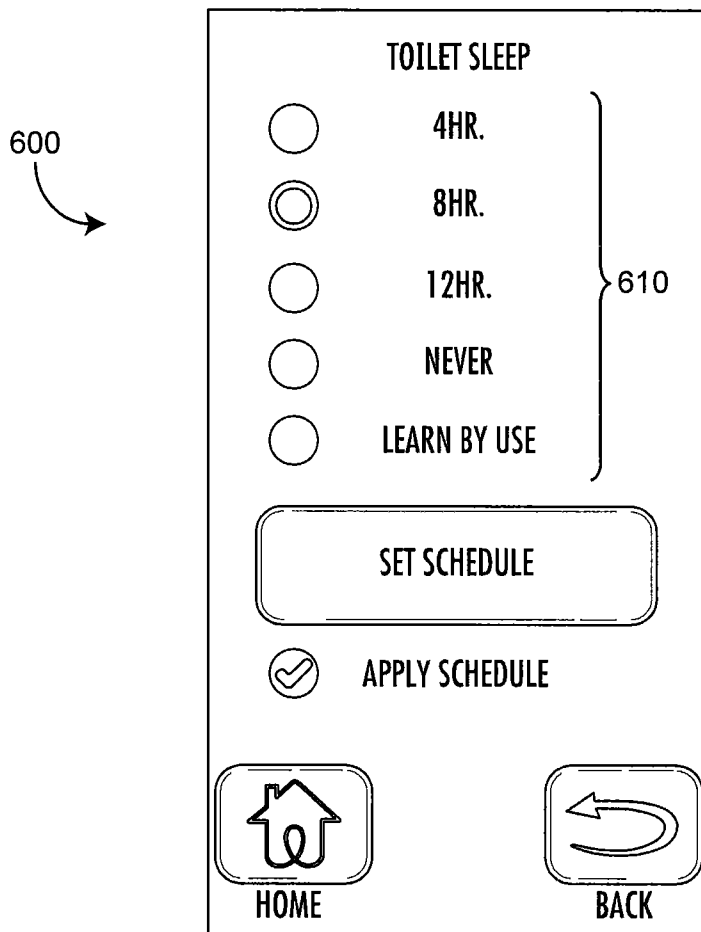 TOILET SLEEP
4HR.
600
8HR.
12HR.
610
NEVER
LEARN BY USE
SET SCHEDULE
APPLY SCHEDULE
HOME
BACK